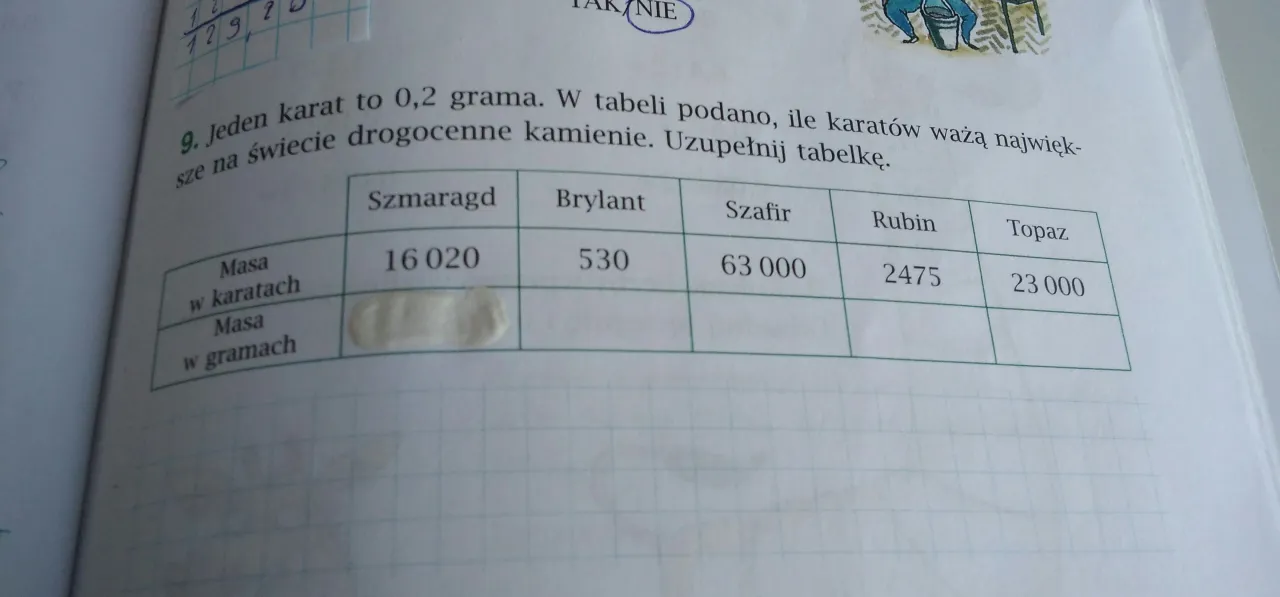 129,20
TAK/NIE
9. Jeden karat to 0,2 grama. W tabeli podano, ile karatów ważą najwięk-
sze na świecie drogocenne kamienie. Uzupełnij tabelkę.
Szmaragd Brylant Szafir Rubin Topaz
Masa
w karatach 16 020 530 63 000 2475 23 000
Masa
w gramach